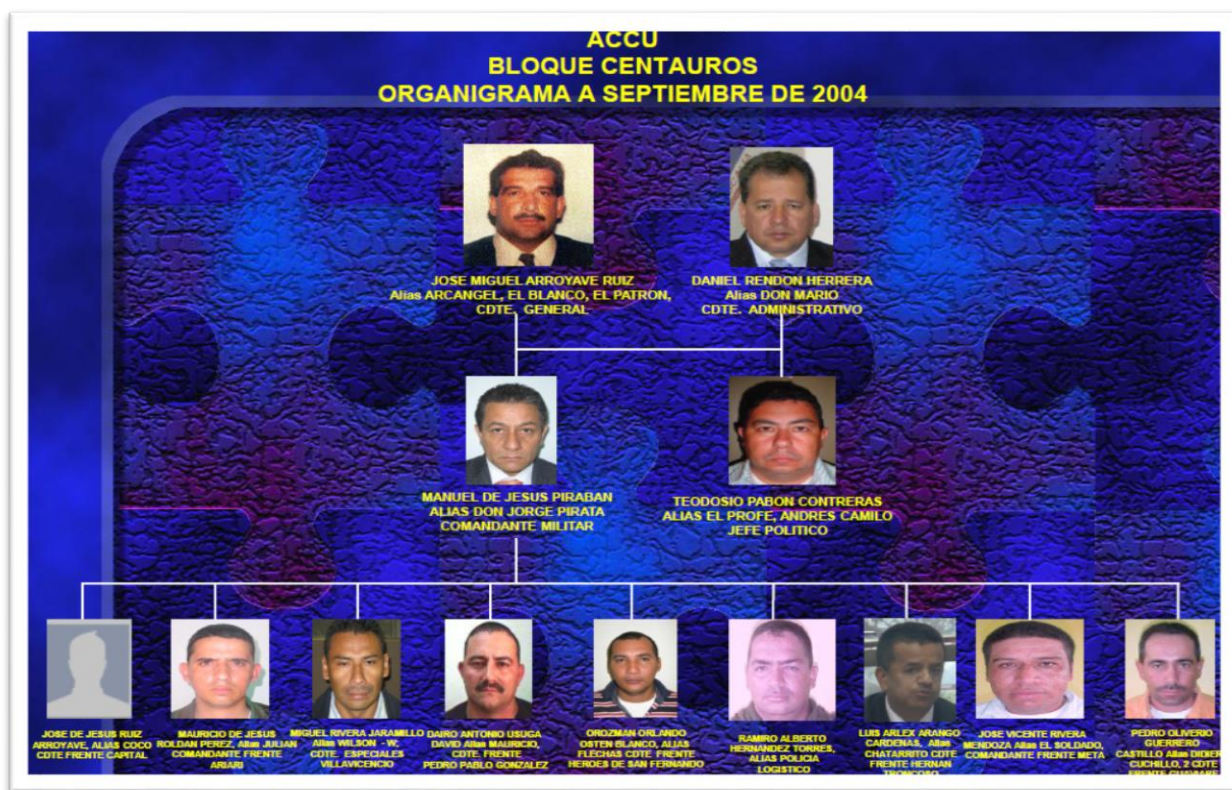 ACCU
BLOQUE CENTAUROS
ORGANIGRAMA A SEPTIEMBRE DE 2004
JOSE MIGUEL ARROYAVE RUIZ
Alias ARCANGEL, EL BLANCO, EL PATRON,
CDTE. GENERAL
DANIEL RENDON HERRERA
Alias DON MARIO
CDTE. ADMINISTRATIVO
MANUEL DE JESUS PIRABAN
ALIAS DON JORGE PIRATA
COMANDANTE MILITAR
TEODOSIO PABON CONTRERAS
ALIAS EL PROFE, ANDRES CAMILO
JEFE POLITICO
JOSE DE JESUS RUIZ
ARROYAVE, ALIAS COCO
CDTE FRENTE CAPITAL
MAURICIO DE JESUS
ROLDAN PEREZ, Alias JULIAN
COMANDANTE FRENTE
ARIARI
MIGUEL RIVERA JARAMILLO
Alias WILSON - W;
CDTE. ESPECIALES
VILLAVICENCIO
DAIRO ANTONIO USUGA
DAVID Alias MAURICIO,
CDTE. FRENTE
PEDRO PABLO GONZALEZ
OROZMAN ORLANDO
OSTEN BLANCO, ALIAS
FLECHAS CDTE FRENTE
HEROES DE SAN FERNANDO
RAMIRO ALBERTO
HERNANDEZ TORRES,
ALIAS POLICIA
LOGISTICO
LUIS ARLEX ARANGO
CARDENAS, Alias
CHATARRITO CDTE
FRENTE HERNAN
TRONCOSO
JOSE VICENTE RIVERA
MENDOZA Alias EL SOLDADO,
COMANDANTE FRENTE META
PEDRO OLIVERIO
GUERRERO
CASTILLO Alias DIDIER
CUCHILLO, 2 CDTE
FRENTE GUAVIARE